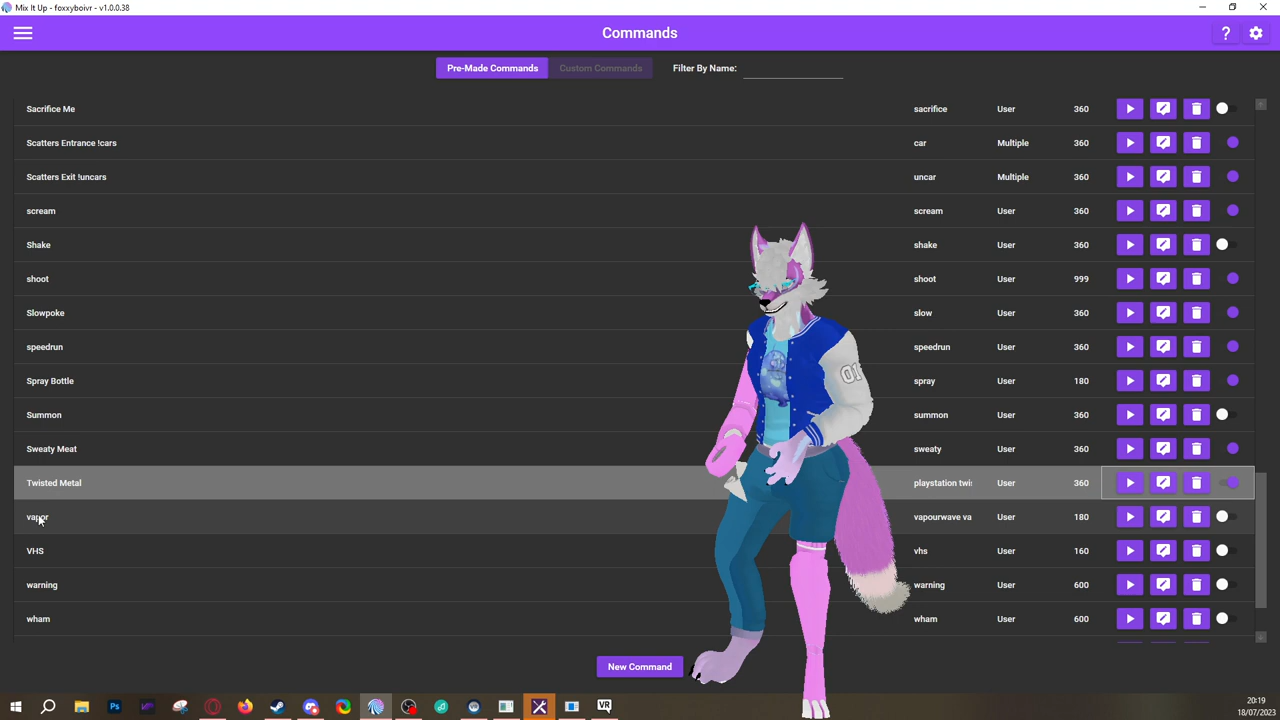 Mix It Up - foxxyboivr - v1.0.0.38
Commands
?
Pre-Made Commands Custom Commands Filter By Name:
Sacrifice Me sacrifice User 360
Scatters Entrance !cars car Multiple 360
Scatters Exit !uncars uncar Multiple 360
scream scream User 360
Shake shake User 360
shoot shoot User 999
Slowpoke slow User 360
speedrun speedrun User 360
Spray Bottle spray User 180
Summon summon User 360
Sweaty Meat sweaty User 360
Twisted Metal playstation twis User 360
vapor vapourwave va User 180
VHS vhs User 160
warning warning User 600
wham wham User 600
01
New Command
Ps
VR
20:19
18/07/2023